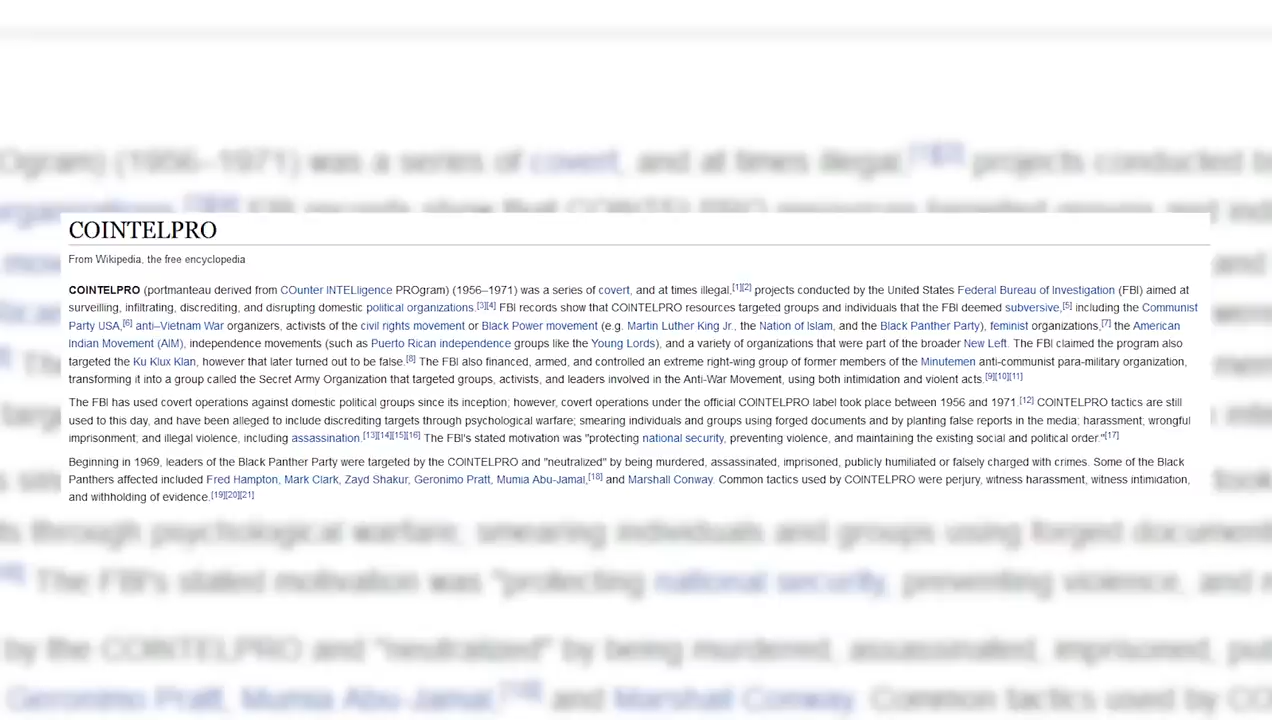 COINTELPRO
From Wikipedia, the free encyclopedia
COINTELPRO (portmanteau derived from COunter INTELligence PROgram) (1956–1971) was a series of covert, and at times illegal,[1][2] projects conducted by the United States Federal Bureau of Investigation (FBI) aimed at
surveilling, infiltrating, discrediting, and disrupting domestic political organizations.[3][4] FBI records show that COINTELPRO resources targeted groups and individuals that the FBI deemed subversive,[5] including the Communist
Party USA,[6] anti–Vietnam War organizers, activists of the civil rights movement or Black Power movement (e.g. Martin Luther King Jr., the Nation of Islam, and the Black Panther Party), feminist organizations,[7] the American
Indian Movement (AIM), independence movements (such as Puerto Rican independence groups like the Young Lords), and a variety of organizations that were part of the broader New Left. The FBI claimed the program also
targeted the Ku Klux Klan, however that later turned out to be false.[8] The FBI also financed, armed, and controlled an extreme right-wing group of former members of the Minutemen anti-communist para-military organization,
transforming it into a group called the Secret Army Organization that targeted groups, activists, and leaders involved in the Anti-War Movement, using both intimidation and violent acts.[9][10][11]
The FBI has used covert operations against domestic political groups since its inception; however, covert operations under the official COINTELPRO label took place between 1956 and 1971.[12] COINTELPRO tactics are still
used to this day, and have been alleged to include discrediting targets through psychological warfare; smearing individuals and groups using forged documents and by planting false reports in the media; harassment; wrongful
imprisonment; and illegal violence, including assassination.[13][14][15][16] The FBI's stated motivation was "protecting national security, preventing violence, and maintaining the existing social and political order."[17]
Beginning in 1969, leaders of the Black Panther Party were targeted by the COINTELPRO and "neutralized" by being murdered, assassinated, imprisoned, publicly humiliated or falsely charged with crimes. Some of the Black
Panthers affected included Fred Hampton, Mark Clark, Zayd Shakur, Geronimo Pratt, Mumia Abu-Jamal,[18] and Marshall Conway. Common tactics used by COINTELPRO were perjury, witness harassment, witness intimidation,
and withholding of evidence.[19][20][21]